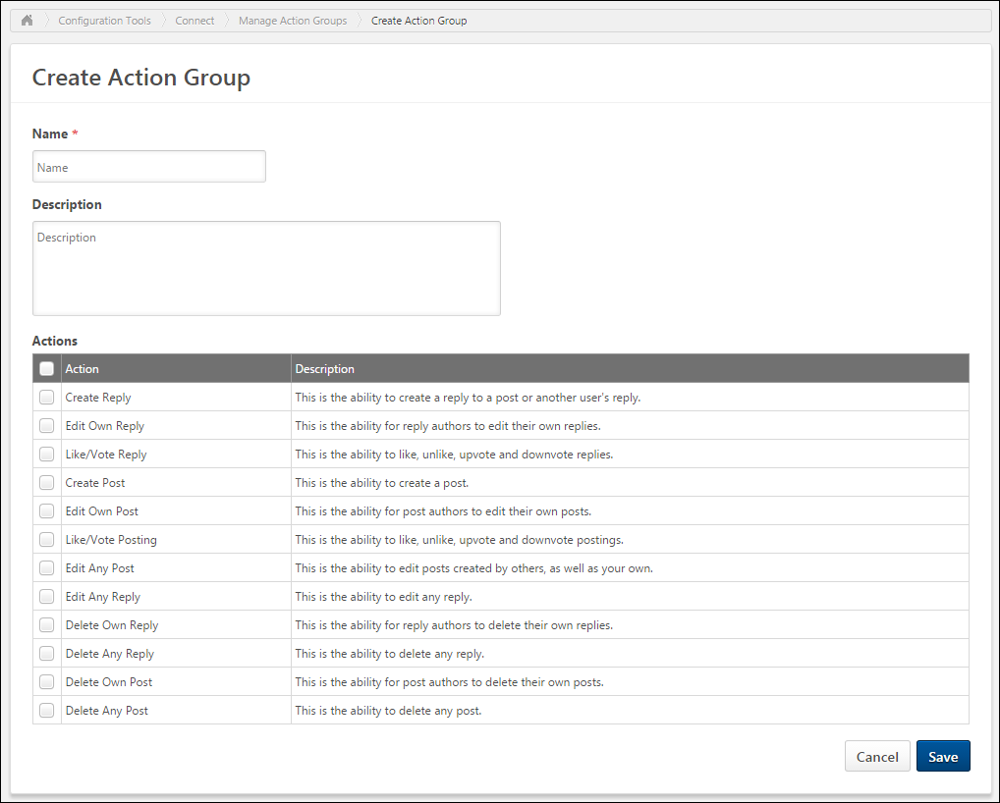 Configuration Tools Connect Manage Action Groups Create Action Group
Create Action Group
Name *
Name
Description
Description
Actions
Action Description
Create Reply This is the ability to create a reply to a post or another user's reply.
Edit Own Reply This is the ability for reply authors to edit their own replies.
Like/Vote Reply This is the ability to like, unlike, upvote and downvote replies.
Create Post This is the ability to create a post.
Edit Own Post This is the ability for post authors to edit their own posts.
Like/Vote Posting This is the ability to like, unlike, upvote and downvote postings.
Edit Any Post This is the ability to edit posts created by others, as well as your own.
Edit Any Reply This is the ability to edit any reply.
Delete Own Reply This is the ability for reply authors to delete their own replies.
Delete Any Reply This is the ability to delete any reply.
Delete Own Post This is the ability for post authors to delete their own posts.
Delete Any Post This is the ability to delete any post.
Cancel Save